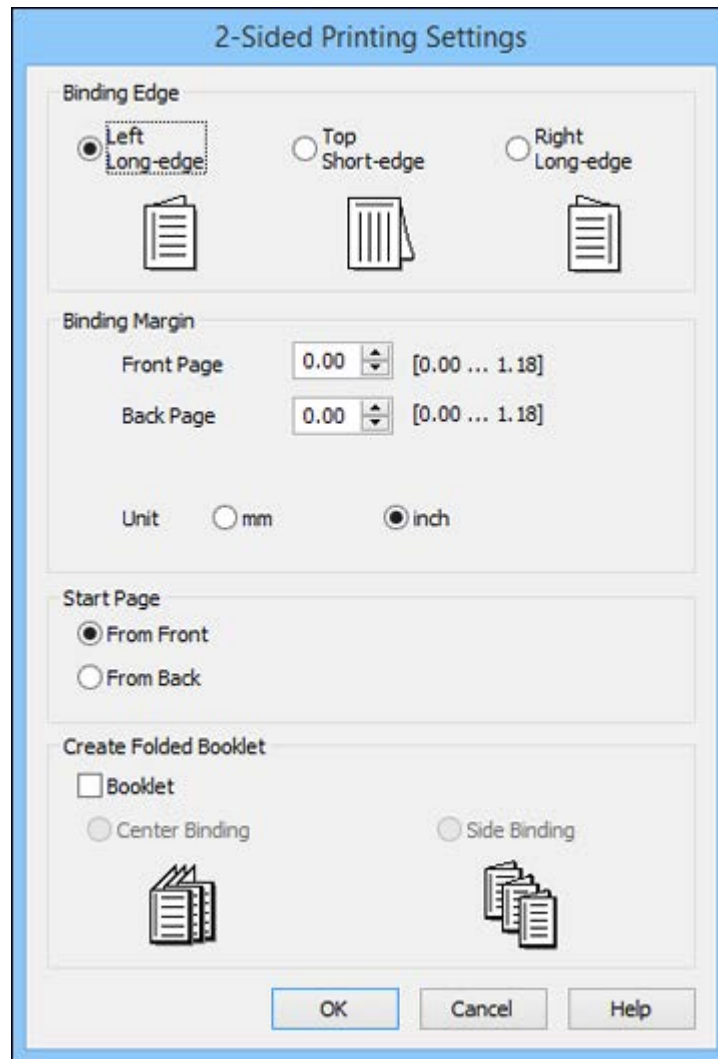 2-Sided Printing Settings
Binding Edge
Left
Long-edge
Top
Short-edge
Right
Long-edge
Binding Margin
Front Page 0.00 [0.00 ... 1.18]
Back Page 0.00 [0.00 ... 1.18]
Unit mm inch
Start Page
From Front
From Back
Create Folded Booklet
Booklet
Center Binding Side Binding
OK Cancel Help